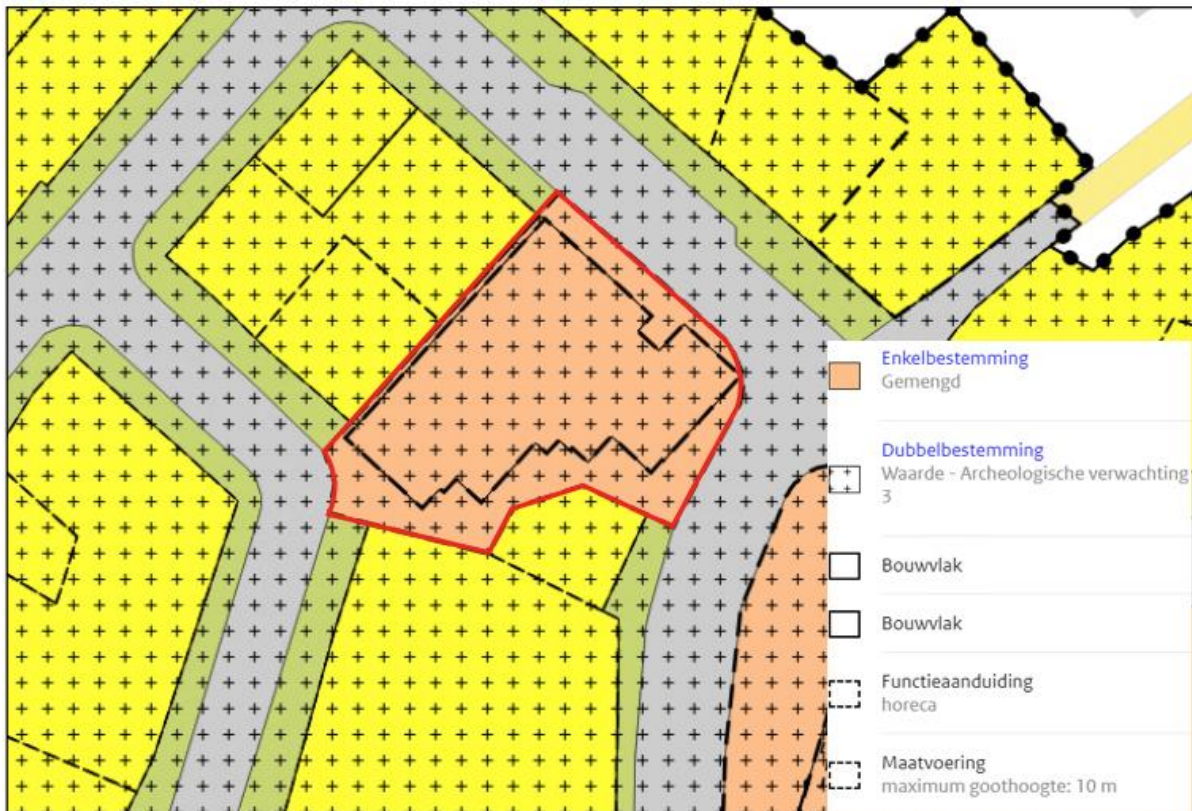 Enkelbestemming
Gemengd
Dubbelbestemming
Waarde - Archeologische verwachting
3
Bouwvlak
Bouwvlak
Functieaanduiding
horeca
Maatvoering
maximum goothoogte: 10 m